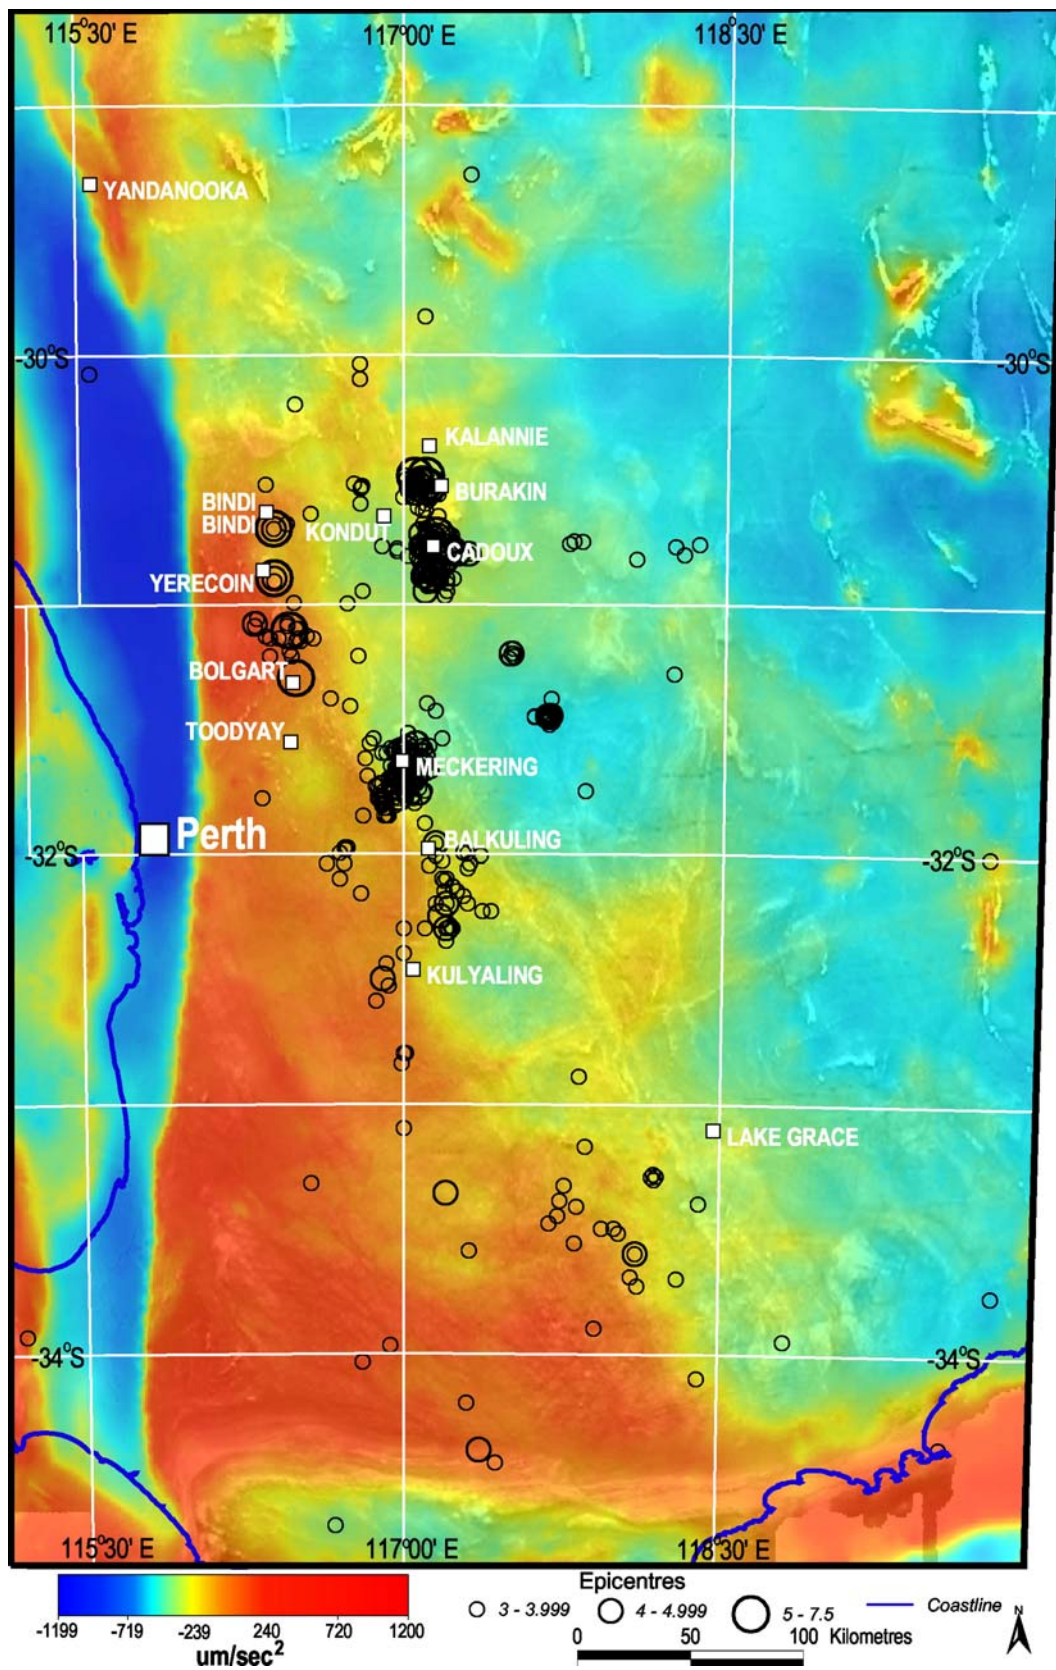 115°30' E
117°00' E
118°30' E
YANDANOOKA
-30°S
-30°S
KALANNIE
BURAKIN
BINDI
BINDI
KONDUT
CADOUX
YERECOIN
BOLGART
TOODYAY
MECKERING
Perth
BALKULING
-32°S
-32°S
KULYALING
LAKE GRACE
-34°S
-34°S
115°30' E
117°00' E
118°30' E
-1199 -719 -239 240 720 1200
um/sec²
Epicentres
3 - 3.999
4 - 4.999
5 - 7.5
Coastline
N
0 50 100
Kilometres